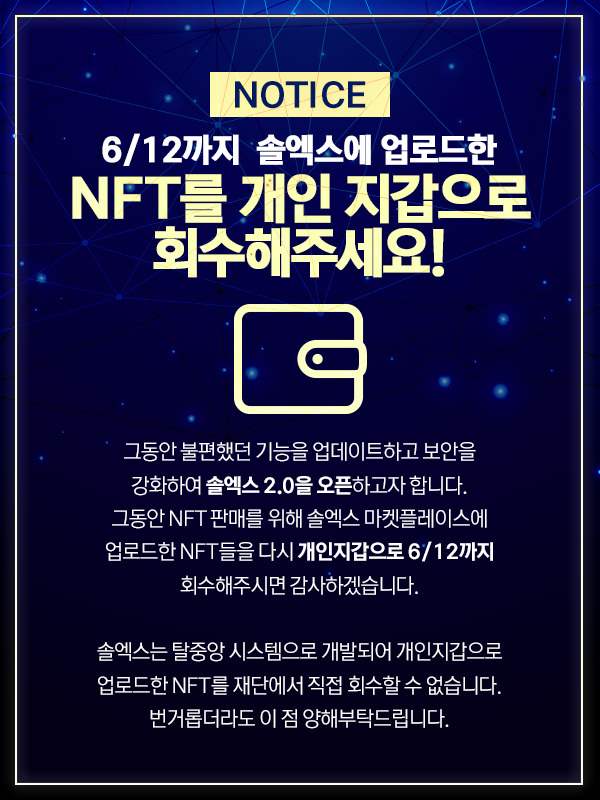 NOTICE
6/12까지 솔엑스에 업로드한
NFT를 개인 지갑으로
회수해주세요!
그동안 불편했던 기능을 업데이트하고 보안을
강화하여 솔엑스 2.0을 오픈하고자 합니다.
그동안 NFT 판매를 위해 솔엑스 마켓플레이스에
업로드한 NFT들을 다시 개인지갑으로 6/12까지
회수해주시면 감사하겠습니다.
솔엑스는 탈중앙 시스템으로 개발되어 개인지갑으로
업로드한 NFT를 재단에서 직접 회수할 수 없습니다.
번거롭더라도 이 점 양해부탁드립니다.